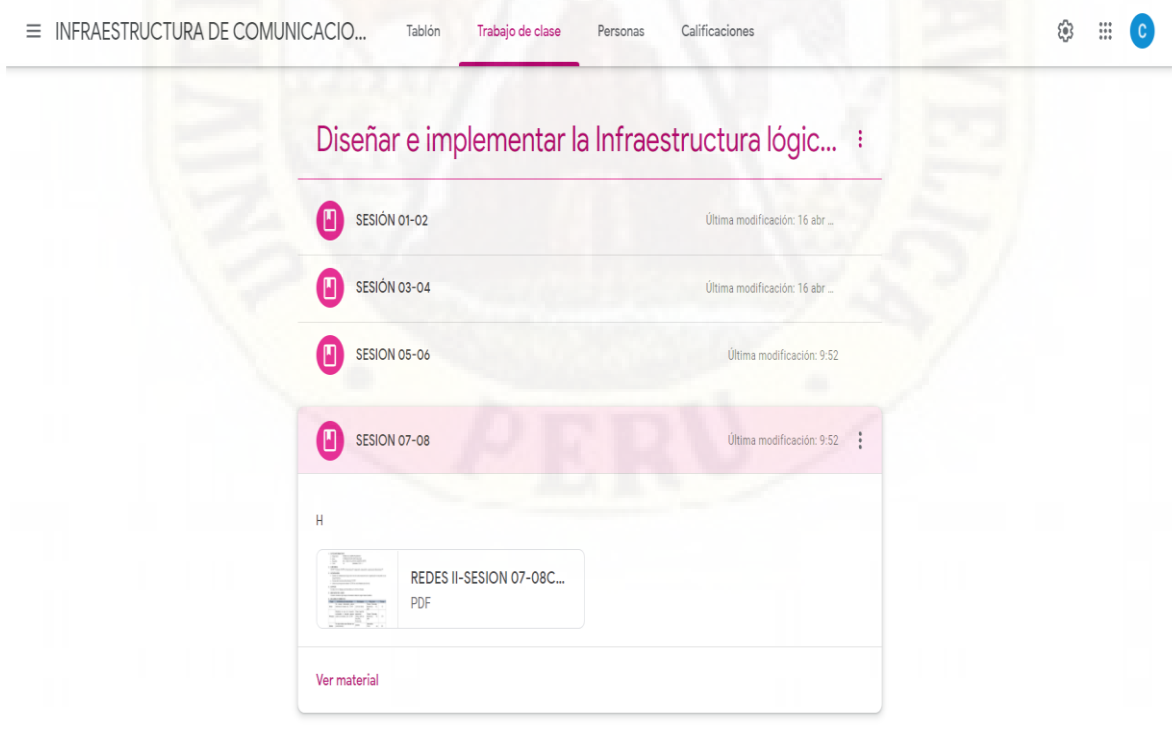 INFRAESTRUCTURA DE COMUNICACIO... Tablón Trabajo de clase Personas Calificaciones C
Diseñar e implementar la Infraestructura lógic...
SESIÓN 01-02 Última modificación: 16 abr ...
SESIÓN 03-04 Última modificación: 16 abr ...
SESION 05-06 Última modificación: 9:52
PERU
SESION 07-08 Última modificación: 9:52
H
REDES II-SESION 07-08C...
PDF
Ver material